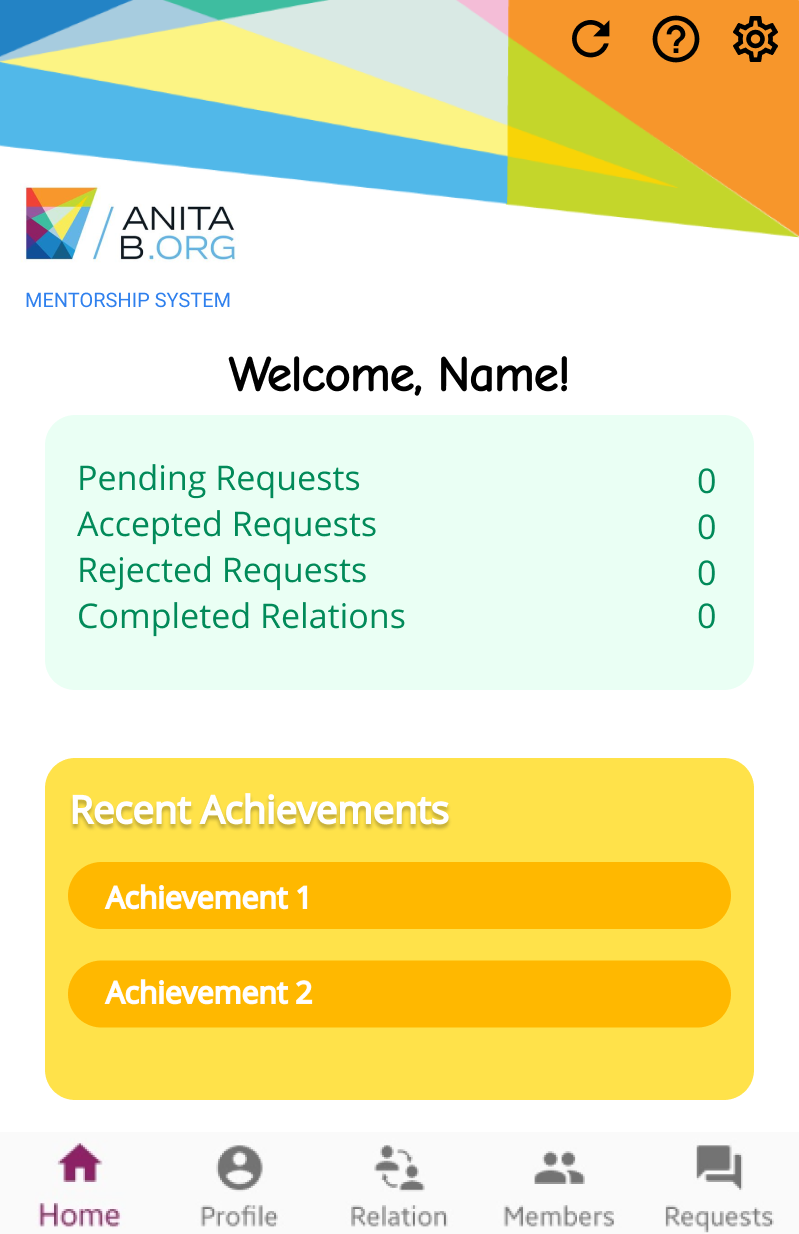 ANITA
B.ORG
MENTORSHIP SYSTEM
Welcome, Name!
Pending Requests 0
Accepted Requests 0
Rejected Requests 0
Completed Relations 0
Recent Achievements
Achievement 1
Achievement 2
Home Profile Relation Members Requests